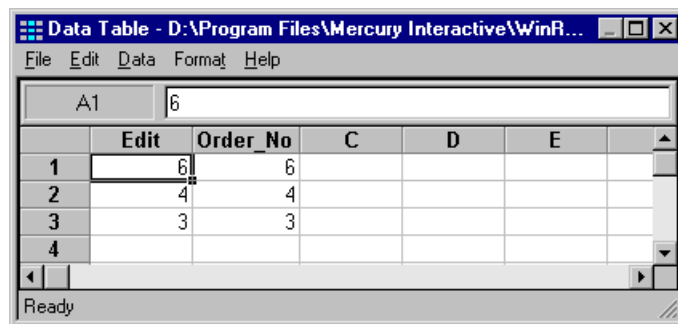 Data Table - D:\Program Files\Mercury Interactive\WinR...
File Edit Data Format Help
A1 6
Edit Order_No C D E
1 6 6
2 4 4
3 3 3
4
Ready